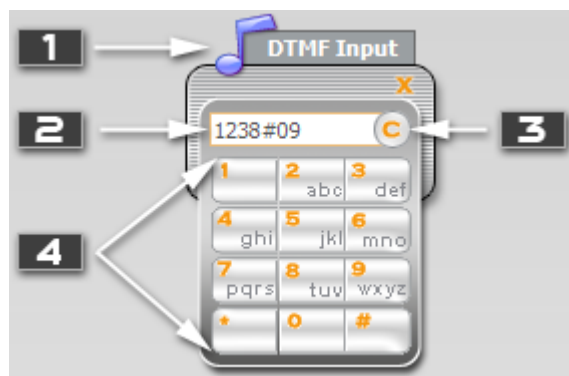 1 DTMF Input
X
2 1238#09 C 3
1 2 abc 3 def
4
4 ghi 5 jkl 6 mno
7 pqrs 8 tuv 9 wxyz
* 0 #